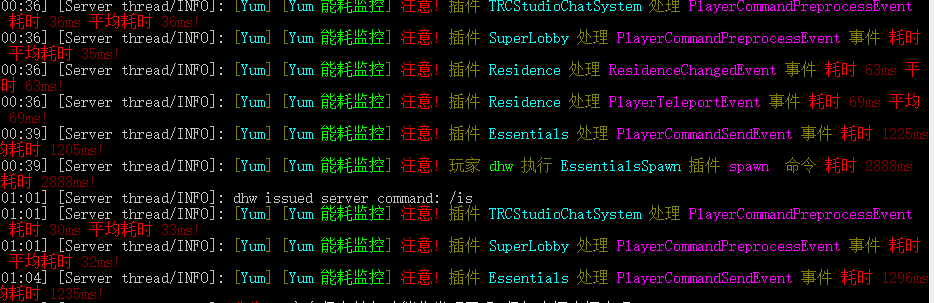 00:36] [Server thread/INFO]: [Yum] [Yum 能耗监控] 注意! 插件 TRCStudioChatSystem 处理 PlayerCommandPreprocessEvent
耗时 36ms 平均耗时 36ms!
00:36] [Server thread/INFO]: [Yum] [Yum 能耗监控] 注意! 插件 SuperLobby 处理 PlayerCommandPreprocessEvent 事件 耗时
平均耗时 35ms!
00:36] [Server thread/INFO]: [Yum] [Yum 能耗监控] 注意! 插件 Residence 处理 ResidenceChangedEvent 事件 耗时 63ms 平
时 63ms!
00:36] [Server thread/INFO]: [Yum] [Yum 能耗监控] 注意! 插件 Residence 处理 PlayerTeleportEvent 事件 耗时 69ms 平均
69ms!
00:39] [Server thread/INFO]: [Yum] [Yum 能耗监控] 注意! 插件 Essentials 处理 PlayerCommandSendEvent 事件 耗时 1225ms
均耗时 1205ms!
00:39] [Server thread/INFO]: [Yum] [Yum 能耗监控] 注意! 玩家 dhw 执行 EssentialsSpawn 插件 spawn 命令 耗时 2888ms
耗时 2888ms!
01:01] [Server thread/INFO]: dhw issued server command: /is
01:01] [Server thread/INFO]: [Yum] [Yum 能耗监控] 注意! 插件 TRCStudioChatSystem 处理 PlayerCommandPreprocessEvent
耗时 30ms 平均耗时 33ms!
01:01] [Server thread/INFO]: [Yum] [Yum 能耗监控] 注意! 插件 SuperLobby 处理 PlayerCommandPreprocessEvent 事件 耗时
平均耗时 32ms!
01:04] [Server thread/INFO]: [Yum] [Yum 能耗监控] 注意! 插件 Essentials 处理 PlayerCommandSendEvent 事件 耗时 1296ms
均耗时 1235ms!